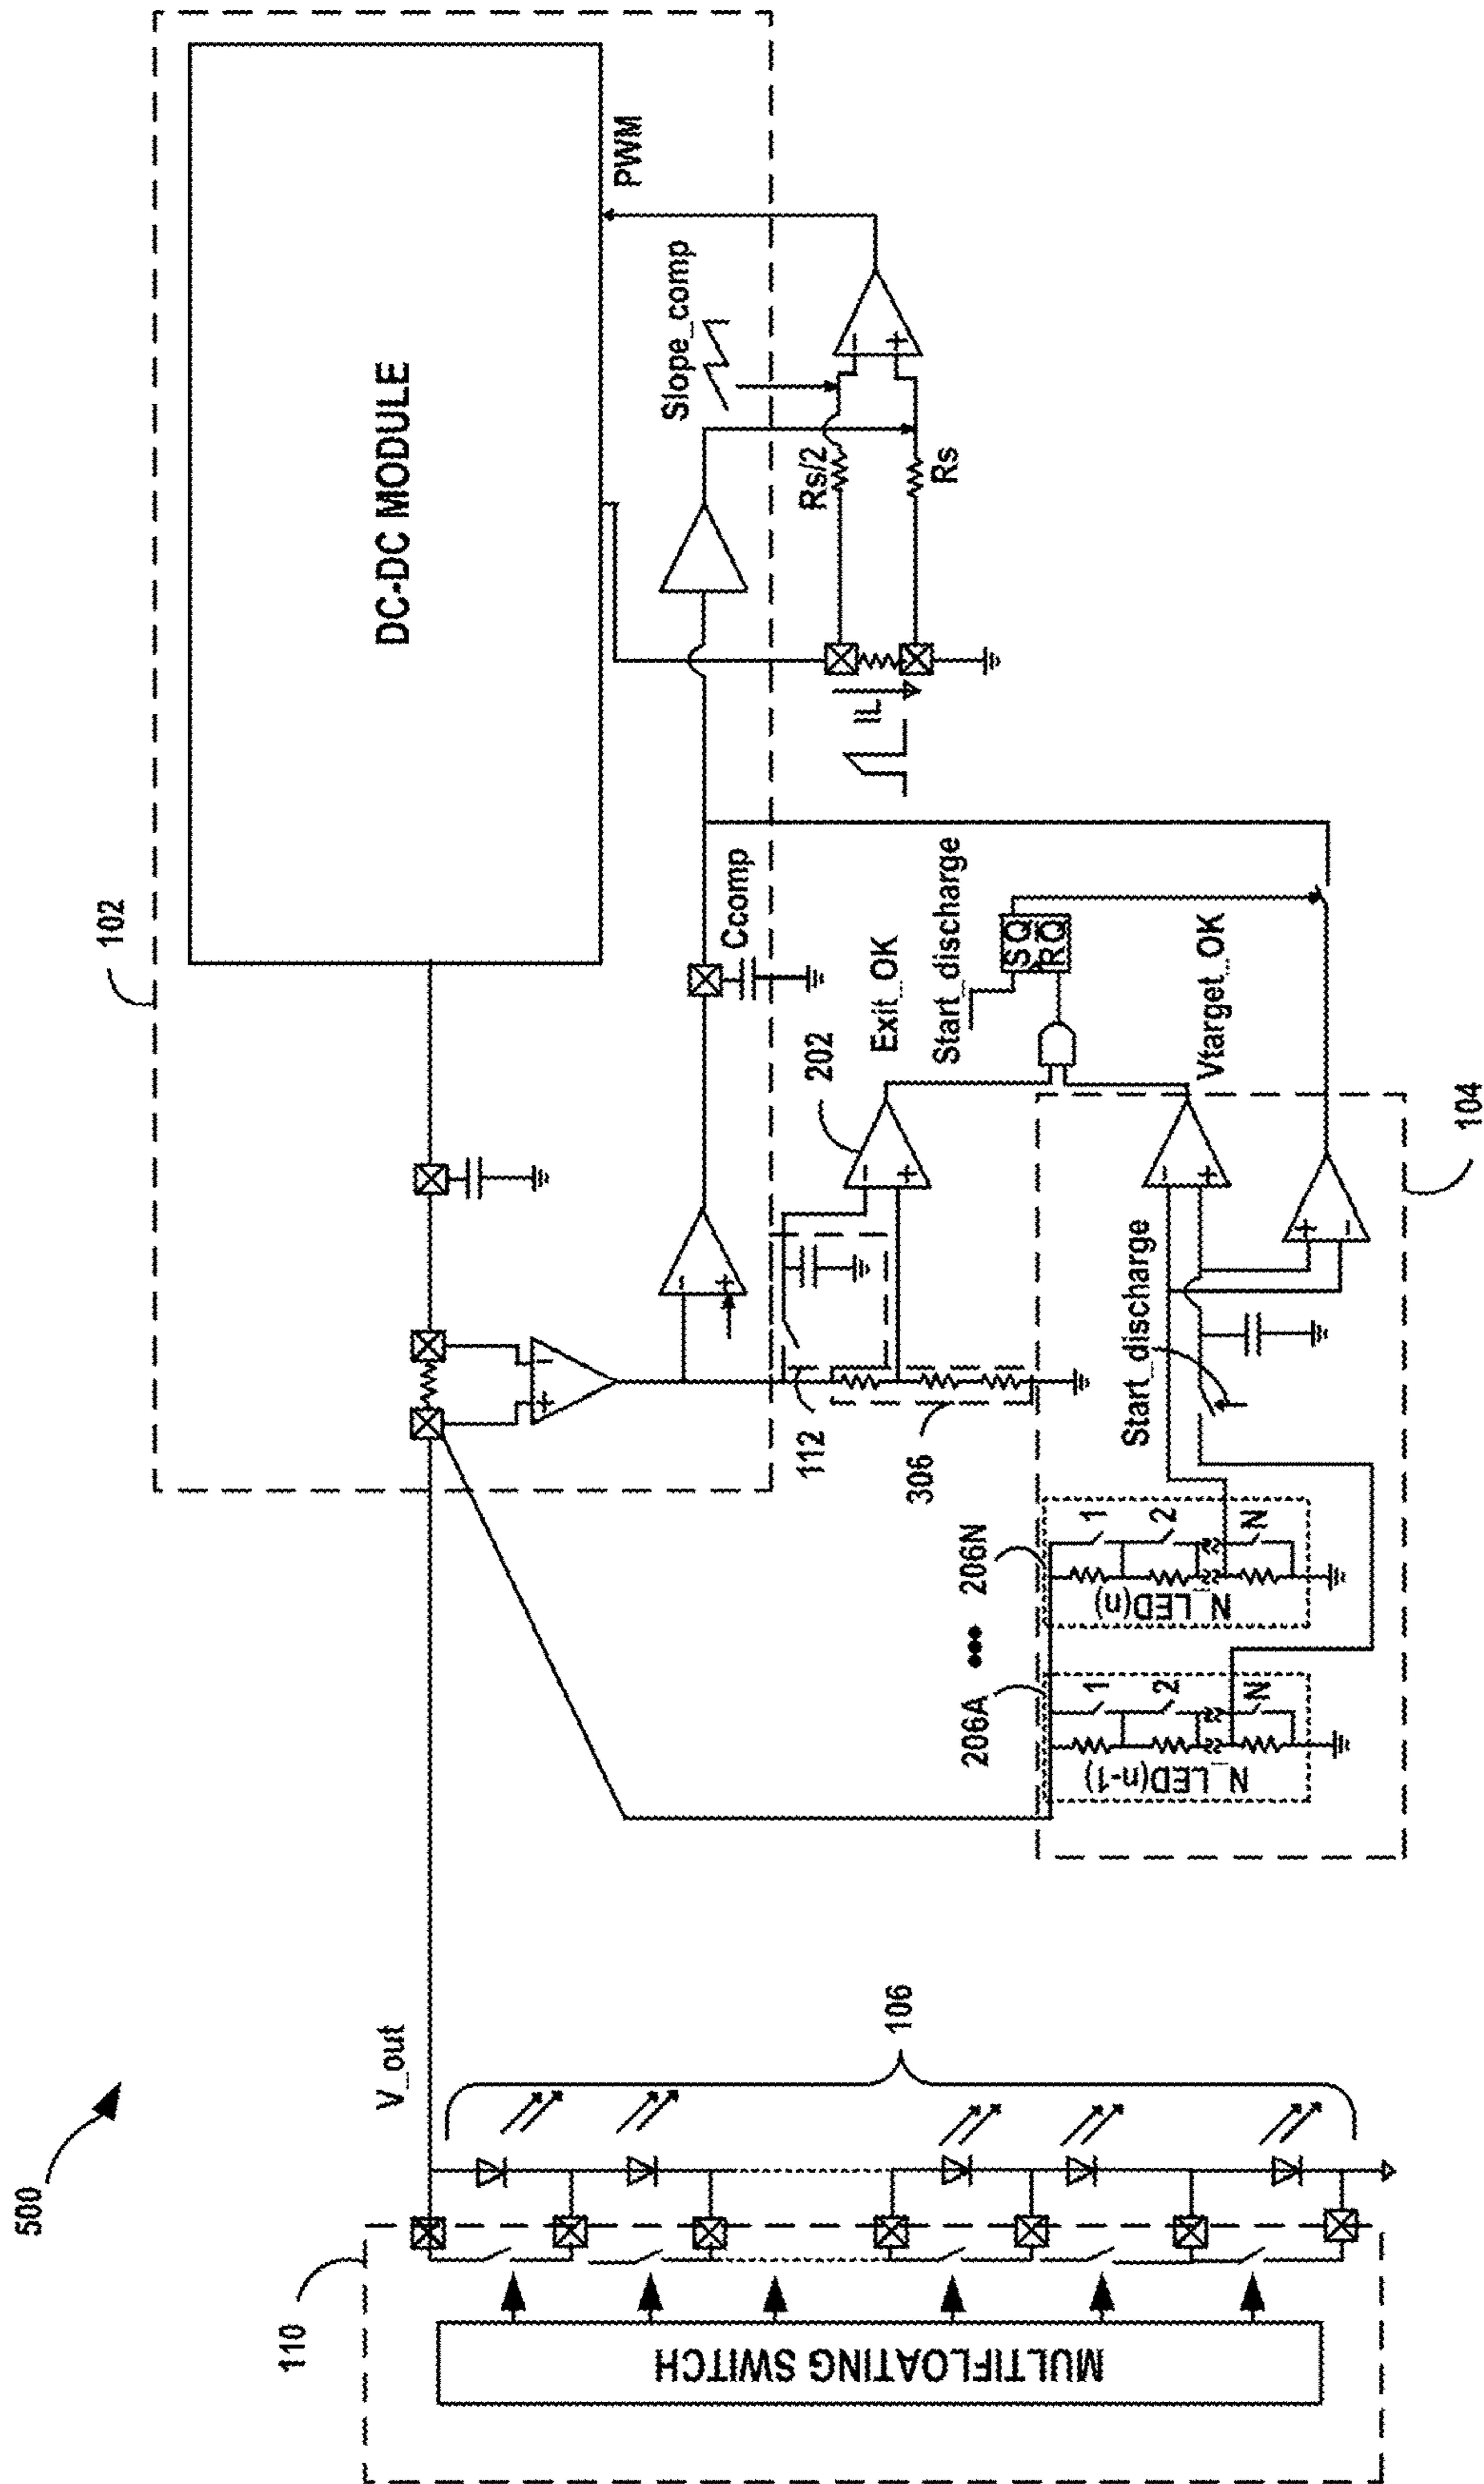 500
102
DC-DC MODULE
PWM
Slope_comp
Rs/2
Rs
IL
Ccomp
202
Exit_OK
Start_discharge
S Q
R Q
Vtarget_OK
112
306
104
Start_discharge
206A
206N
1
2
N
N_LED(n-1)
1
2
N
N_LED(n)
V_out
106
110
MULTIFLOATING SWITCH
- +
- +
- +
- +
+ -
- +